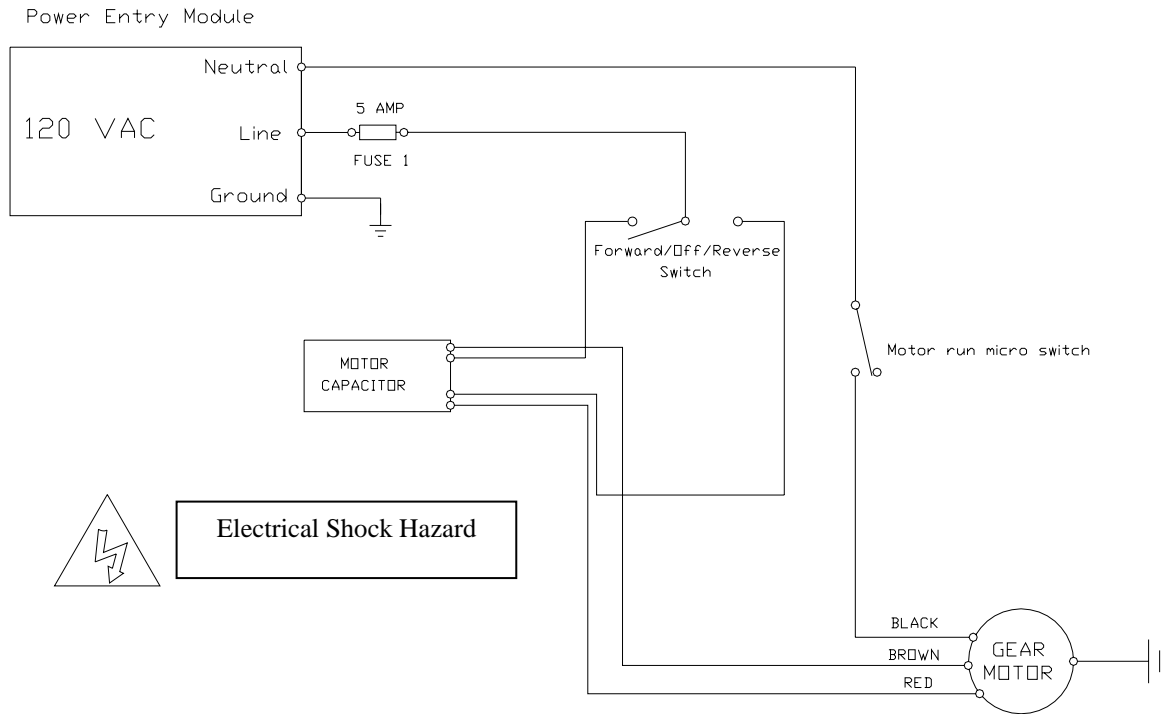 Power Entry Module
Neutral
120 VAC
Line
Ground
5 AMP
FUSE 1
Forward/Off/Reverse
Switch
Motor run micro switch
MOTOR
CAPACITOR
Electrical Shock Hazard
BLACK
BROWN
RED
GEAR
MOTOR